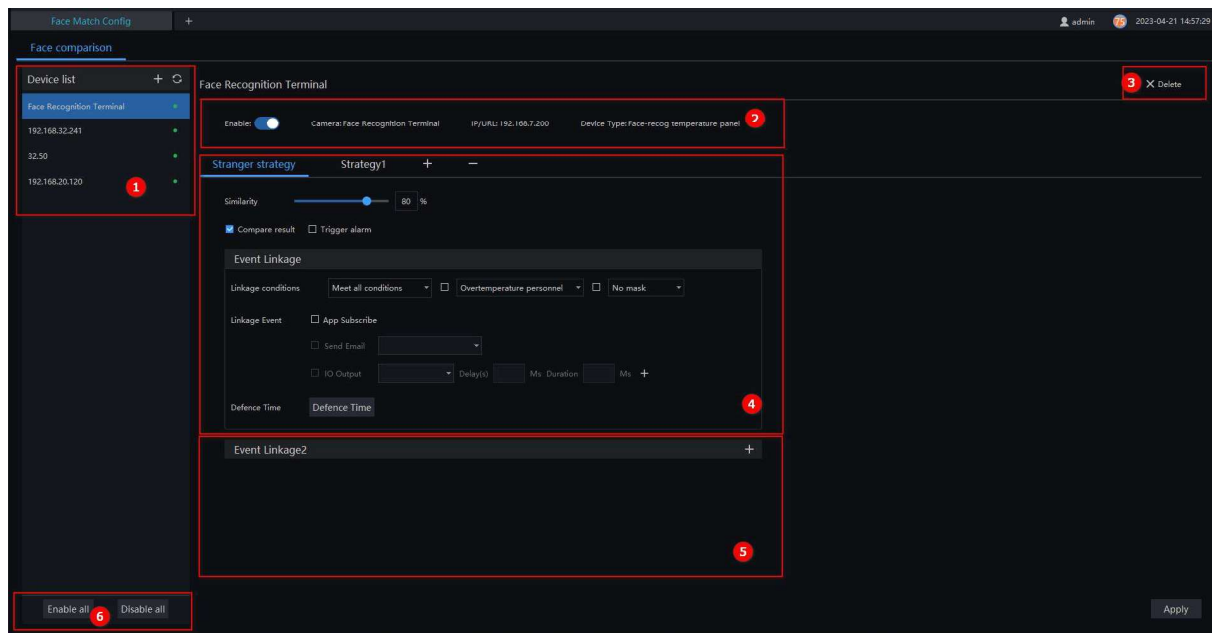 Face Match Config + admin 75 2023-04-21 14:57:29
Face comparison
Device list +
Face Recognition Terminal
192.168.32.241
32.50
192.168.20.120
1
Face Recognition Terminal
3 × Delete
Enable: Camera:Face Recognition Terminal IP/URL: 192.168.7.200 Device Type:Face-recog temperature panel 2
Stranger strategy Strategy1 + −
Similarity 80 %
Compare result Trigger alarm
Event Linkage
Linkage conditions Meet all conditions Overtemperature personnel No mask
Linkage Event App Subscribe
Send Email
IO Output Delay(s) Ms Duration Ms +
Defence Time Defence Time
4
Event Linkage2 +
5
Enable all Disable all
6
Apply